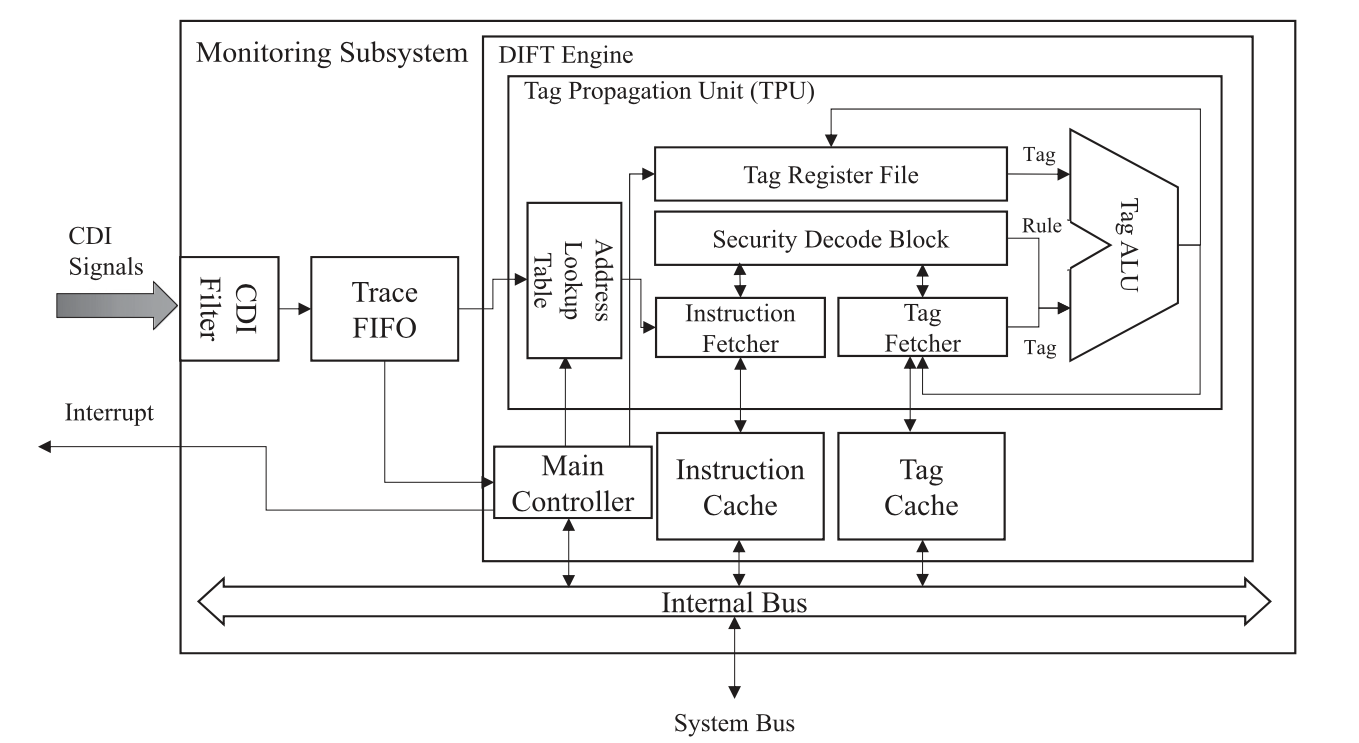 Monitoring Subsystem
DIFT Engine
Tag Propagation Unit (TPU)
Tag Register File
Tag
Security Decode Block
Rule
Tag ALU
Address
Lookup
Table
CDI
Signals
CDI
Filter
Trace
FIFO
Instruction
Fetcher
Tag
Fetcher
Tag
Interrupt
Main
Controller
Instruction
Cache
Tag
Cache
Internal Bus
System Bus